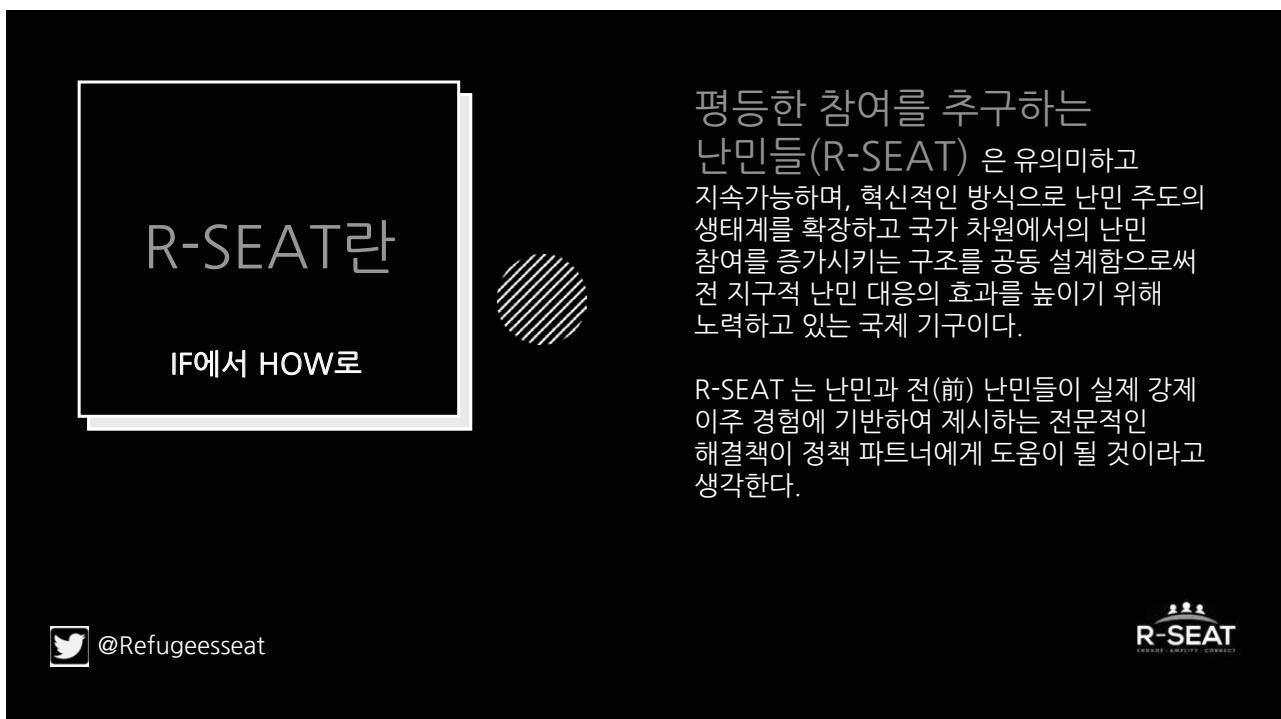 R-SEAT란
IF에서 HOW로
평등한 참여를 추구하는
난민들(R-SEAT) 은 유의미하고
지속가능하며, 혁신적인 방식으로 난민 주도의
생태계를 확장하고 국가 차원에서의 난민
참여를 증가시키는 구조를 공동 설계함으로써
전 지구적 난민 대응의 효과를 높이기 위해
노력하고 있는 국제 기구이다.
R-SEAT 는 난민과 전(前) 난민들이 실제 강제
이주 경험에 기반하여 제시하는 전문적인
해결책이 정책 파트너에게 도움이 될 것이라고
생각한다.
@Refugeesseat
R-SEAT
ENGAGE . AMPLIFY . CONNECT